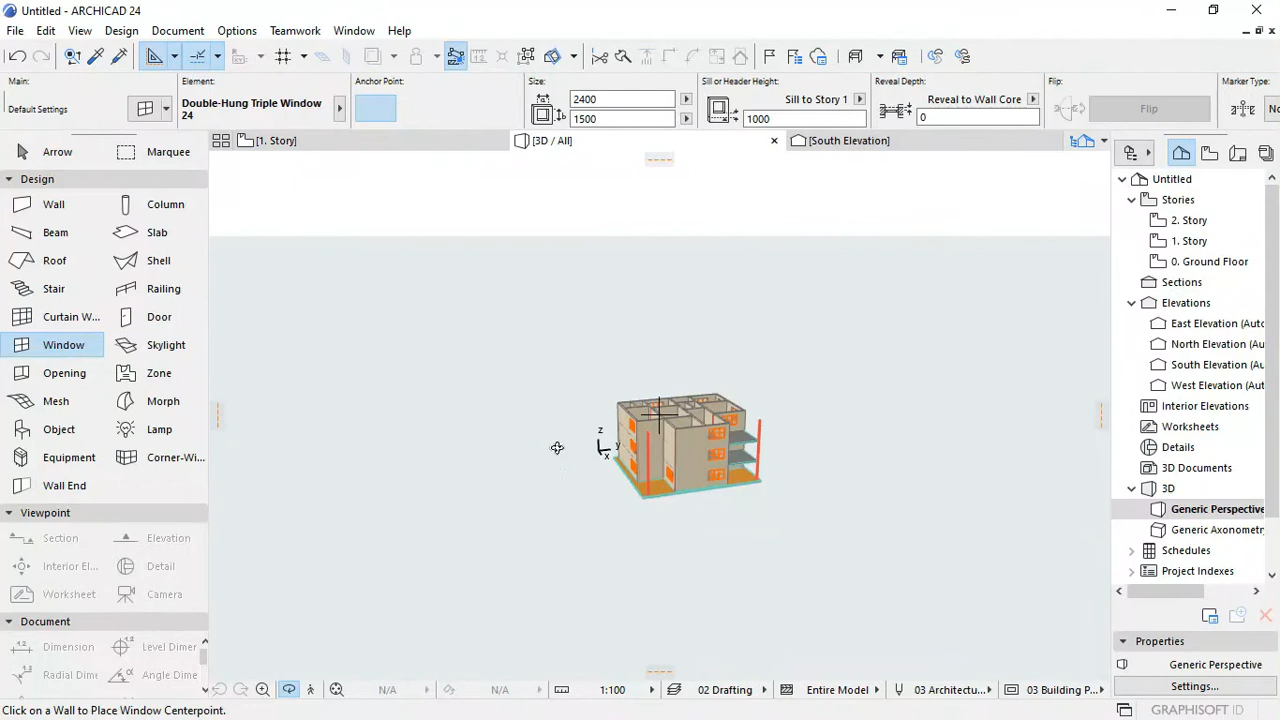 Untitled - ARCHICAD 24
File Edit View Design Document Options Teamwork Window Help
Main: Element: Anchor Point: Size: Sill or Header Height: Reveal Depth: Flip: Marker Type:
Default Settings
Double-Hung Triple Window
24
2400
1500
Sill to Story 1
1000
Reveal to Wall Core
0
Flip
No
[1. Story] [3D / All] [South Elevation]
Arrow Marquee
Design
Wall Column
Beam Slab
Roof Shell
Stair Railing
Curtain W... Door
Window Skylight
Opening Zone
Mesh Morph
Object Lamp
Equipment Corner-Wi...
Wall End
Viewpoint
Section Elevation
Interior El... Detail
Worksheet Camera
Document
Dimension Level Dimen
Radial Dime Angle Dime
z
y
x
Untitled
Stories
2. Story
1. Story
0. Ground Floor
Sections
Elevations
East Elevation (Auto
North Elevation (Au
South Elevation (Aut
West Elevation (Aut
Interior Elevations
Worksheets
Details
3D Documents
3D
Generic Perspective
Generic Axonometr
Schedules
Project Indexes
Properties
Generic Perspective
Settings...
N/A N/A 1:100 02 Drafting Entire Model 03 Architectu... 03 Building P...
Click on a Wall to Place Window Centerpoint.
GRAPHISOFT ID